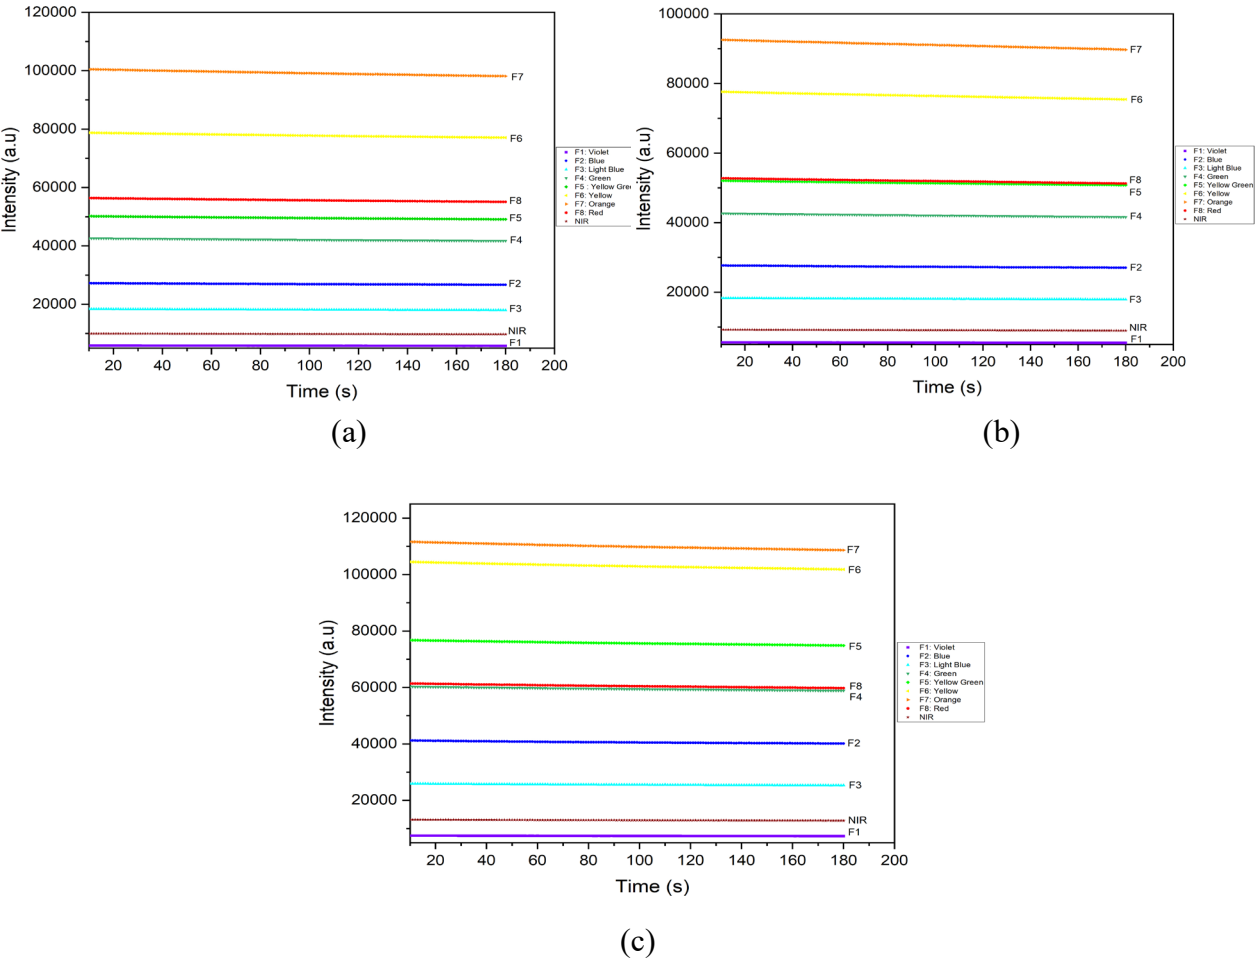 120000
100000
80000
60000
40000
20000
Intensity (a.u)
F7
F6
F8
F5
F4
F2
F3
NIR
F1
20 40 60 80 100 120 140 160 180 200
Time (s)
F1: Violet
F2: Blue
F3: Light Blue
F4: Green
F5 : Yellow Gree
F6: Yellow
F7: Orange
F8: Red
NIR
(a)
100000
80000
60000
40000
20000
Intensity (a.u)
F7
F6
F8
F5
F4
F2
F3
NIR
F1
20 40 60 80 100 120 140 160 180 200
Time (s)
F1: Violet
F2: Blue
F3: Light Blue
F4: Green
F5: Yellow Green
F6: Yellow
F7: Orange
F8: Red
NIR
(b)
120000
100000
80000
60000
40000
20000
Intensity (a.u)
F7
F6
F5
F8
F4
F2
F3
NIR
F1
20 40 60 80 100 120 140 160 180 200
Time (s)
F1: Violet
F2: Blue
F3: Light Blue
F4: Green
F5: Yellow Green
F6: Yellow
F7: Orange
F8: Red
NIR
(c)